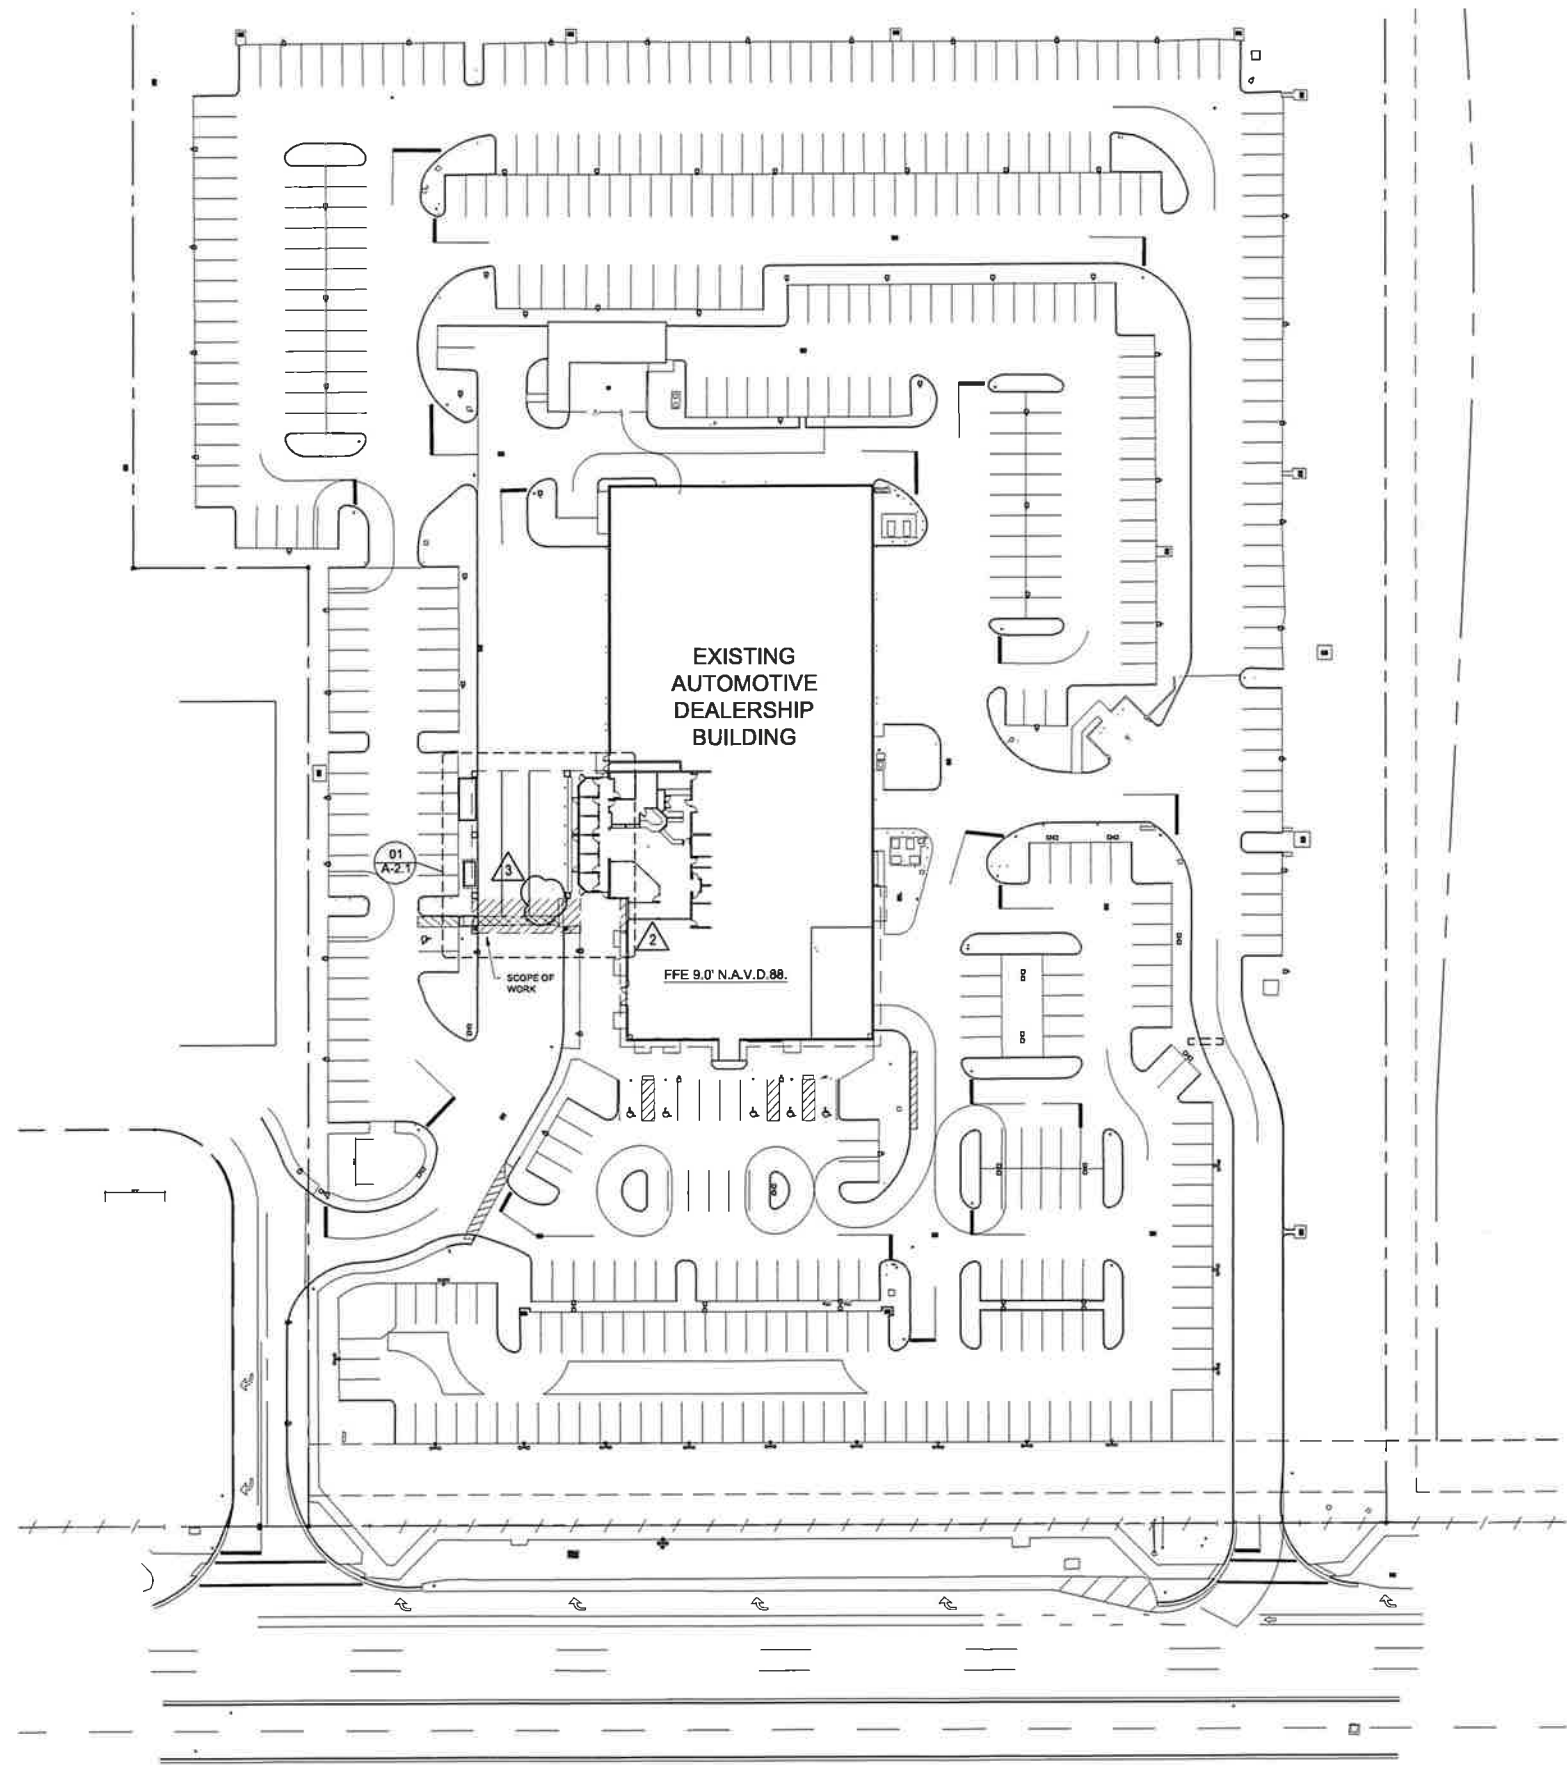 EXISTING
AUTOMOTIVE
DEALERSHIP
BUILDING
01
A-2.1
3
2
SCOPE OF
WORK
FFE 9.0' N.A.V.D.88.